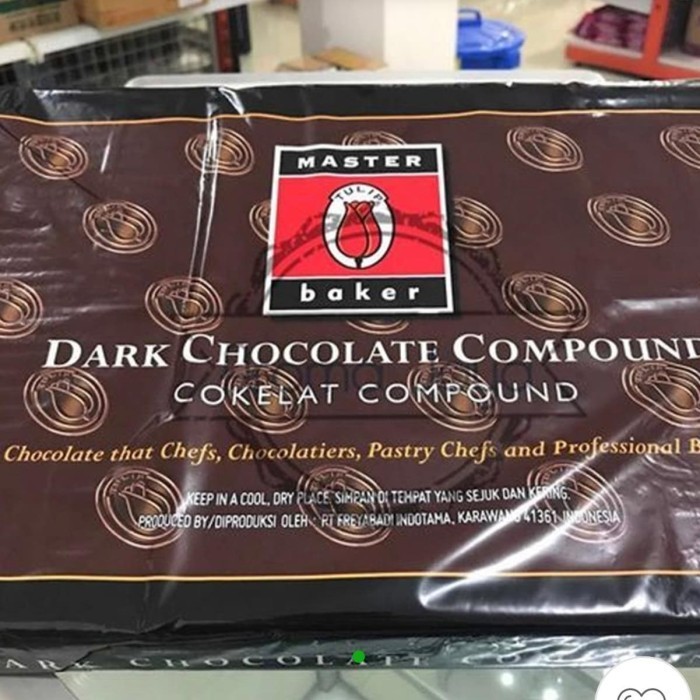 MASTER
TULIP
baker
DARK CHOCOLATE COMPOUND
COKELAT COMPOUND
Chocolate that Chefs, Chocolatiers, Pastry Chefs and Professional B
KEEP IN A COOL, DRY PLACE. SIMPAN DI TEMPAT YANG SEJUK DAN KERING.
PRODUCED BY/DIPRODUKSI OLEH : PT FREYABADI INDOTAMA, KARAWANG 41361 INDONESIA
ARK CHOCOLATE CO